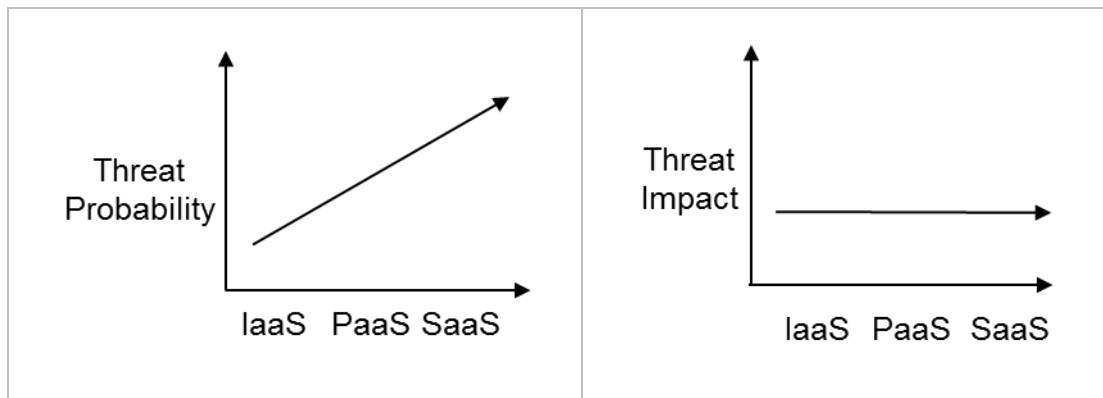 Threat
Probability
IaaS PaaS SaaS
Threat
Impact
IaaS PaaS SaaS